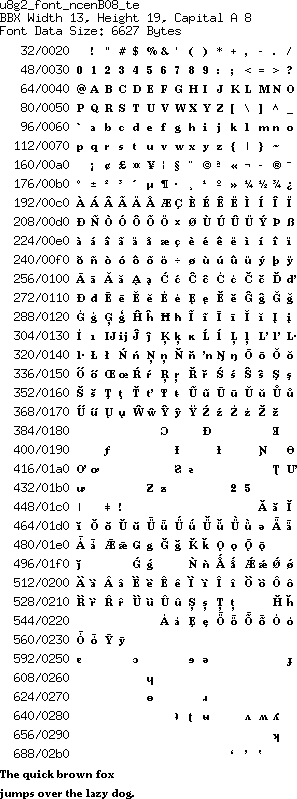 u8g2_font_ncenB08_te
BBX Width 13, Height 19, Capital A 8
Font Data Size: 6627 Bytes
32/0020 ! " # $ % & ' ( ) * + , - . /
48/0030 0 1 2 3 4 5 6 7 8 9 : ; < = > ?
64/0040 @ A B C D E F G H I J K L M N O
80/0050 P Q R S T U V W X Y Z [ \ ] ^ _
96/0060 ` a b c d e f g h i j k l m n o
112/0070 p q r s t u v w x y z { | } ~
160/00a0 ¡ ¢ £ ¤ ¥ ¦ § ¨ © ª « ¬ - ® ¯
176/00b0 ° ± ² ³ ´ µ ¶ · ¸ ¹ º » ¼ ½ ¾ ¿
192/00c0 À Á Â Ã Ä Å Æ Ç È É Ê Ë Ì Í Î Ï
208/00d0 Ð Ñ Ò Ó Ô Õ Ö × Ø Ù Ú Û Ü Ý Þ ß
224/00e0 à á â ã ä å æ ç è é ê ë ì í î ï
240/00f0 ð ñ ò ó ô õ ö ÷ ø ù ú û ü ý þ ÿ
256/0100 Ā ā Ă ă Ą ą Ć ć Ĉ ĉ Ċ ċ Č č Ď ď
272/0110 Đ đ Ē ē Ĕ ĕ Ė ė Ę ę Ě ě Ĝ ĝ Ğ ğ
288/0120 Ġ ġ Ģ ģ Ĥ ĥ Ħ ħ Ĩ ĩ Ī ī Ĭ ĭ Į į
304/0130 İ ı Ĳ ĳ Ĵ ĵ Ķ ķ ĸ Ĺ ĺ Ļ ļ Ľ ľ Ŀ
320/0140 ŀ Ł ł Ń ń Ņ ņ Ň ň ŉ Ŋ ŋ Ō ō Ŏ ŏ
336/0150 Ő ő Œ œ Ŕ ŕ Ŗ ŗ Ř ř Ś ś Ŝ ŝ Ş ş
352/0160 Š š Ţ ţ Ť ť Ŧ ŧ Ũ ũ Ū ū Ŭ ŭ Ů ů
368/0170 Ű ű Ų ų Ŵ ŵ Ŷ ŷ Ÿ Ź ź Ż ż Ž ž
384/0180 Ɔ Ɖ Ǝ
400/0190 ƒ Ɨ ƚ Ɲ Ɵ
416/01a0 Ơ ơ Ƨ ƨ Ʈ Ư
432/01b0 ư Ƶ ƶ ƻ Ƽ
448/01c0 ǀ ǂ ǃ Ǎ ǎ Ǐ
464/01d0 ǐ Ǒ ǒ Ǔ ǔ Ǖ ǖ Ǘ ǘ Ǚ ǚ Ǜ ǜ ǝ Ǟ ǟ
480/01e0 Ǡ ǡ Ǣ ǣ Ǥ ǥ Ǧ ǧ Ǩ ǩ Ǫ ǫ Ǭ ǭ
496/01f0 ǰ Ǵ ǵ Ǹ ǹ Ǻ ǻ Ǽ ǽ Ǿ ǿ
512/0200 Ȁ ȁ Ȃ ȃ Ȅ ȅ Ȇ ȇ Ȉ ȉ Ȋ ȋ Ȍ ȍ Ȏ ȏ
528/0210 Ȑ ȑ Ȓ ȓ Ȕ ȕ Ȗ ȗ Ș ș Ț ț Ȟ ȟ
544/0220 Ȧ ȧ Ȩ ȩ Ȫ ȫ Ȭ ȭ Ȯ ȯ
560/0230 Ȱ ȱ Ȳ ȳ
592/0250 ɐ ɔ ɘ ə ɟ
608/0260 ɥ
624/0270 ɵ ɹ
640/0280 ʇ ʉ ʌ ʍ ʎ
656/0290 ʞ
688/02b0
The quick brown fox
jumps over the lazy dog.